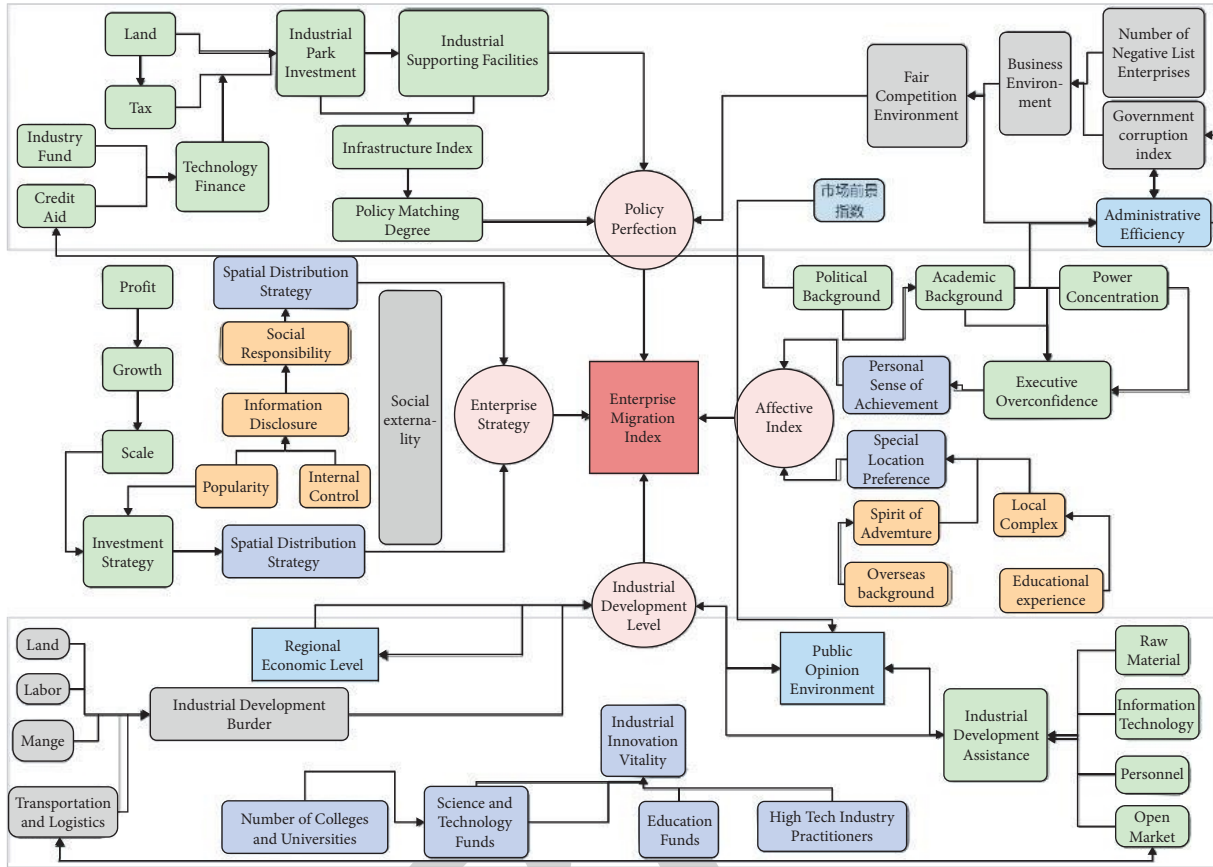 Land
Tax
Industry
Fund
Credit
Aid
Technology
Finance
Industrial
Park
Investment
Industrial
Supporting Facilities
Infrastructure Index
Policy Matching
Degree
Policy
Perfection
Fair
Competition
Environment
Business
Environ-
ment
Number of
Negative List
Enterprises
Government
corruption
index
市场前景
指数
Administrative
Efficiency
Profit
Growth
Scale
Investment
Strategy
Spatial Distribution
Strategy
Social
Responsibility
Information
Disclosure
Popularity
Internal
Control
Spatial Distribution
Strategy
Social
externa-
lity
Enterprise
Strategy
Enterprise
Migration
Index
Affective
Index
Political
Background
Academic
Background
Power
Concentration
Personal
Sense of
Achievement
Executive
Overconfidence
Special
Location
Preference
Spirit of
Advemture
Local
Complex
Overseas
background
Educational
experience
Industrial
Development
Level
Land
Labor
Mange
Transportation
and Logistics
Regional
Economic Level
Industrial Development
Burder
Public
Opinion
Environment
Industrial
Innovation
Vitality
Number of Colleges
and Universities
Science and
Technology
Funds
Education
Funds
High Tech Industry
Practitioners
Industrial
Development
Assistance
Raw
Material
Information
Technology
Personnel
Open
Market